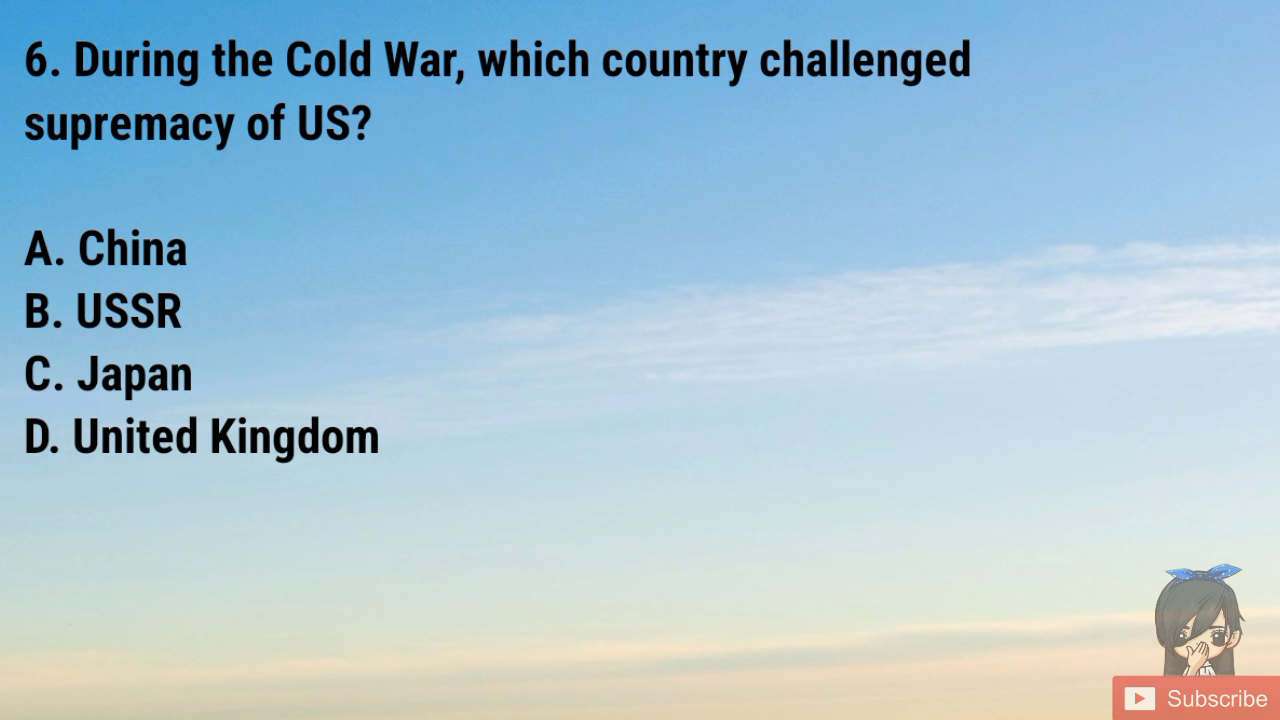 6. During the Cold War, which country challenged
supremacy of US?
A. China
B. USSR
C. Japan
D. United Kingdom
Subscribe